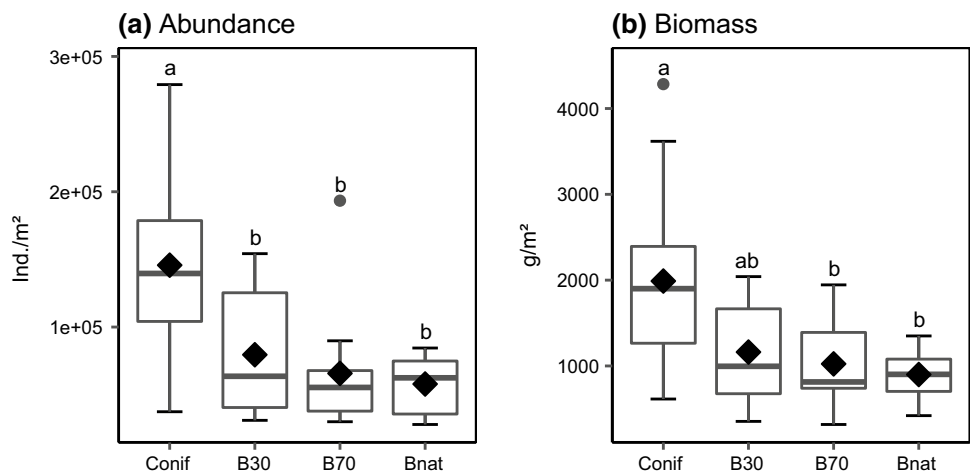 (a) Abundance
3e+05
2e+05
1e+05
Ind./m²
a
b
b
b
Conif B30 B70 Bnat
(b) Biomass
4000
3000
2000
1000
g/m²
a
ab
b
b
Conif B30 B70 Bnat